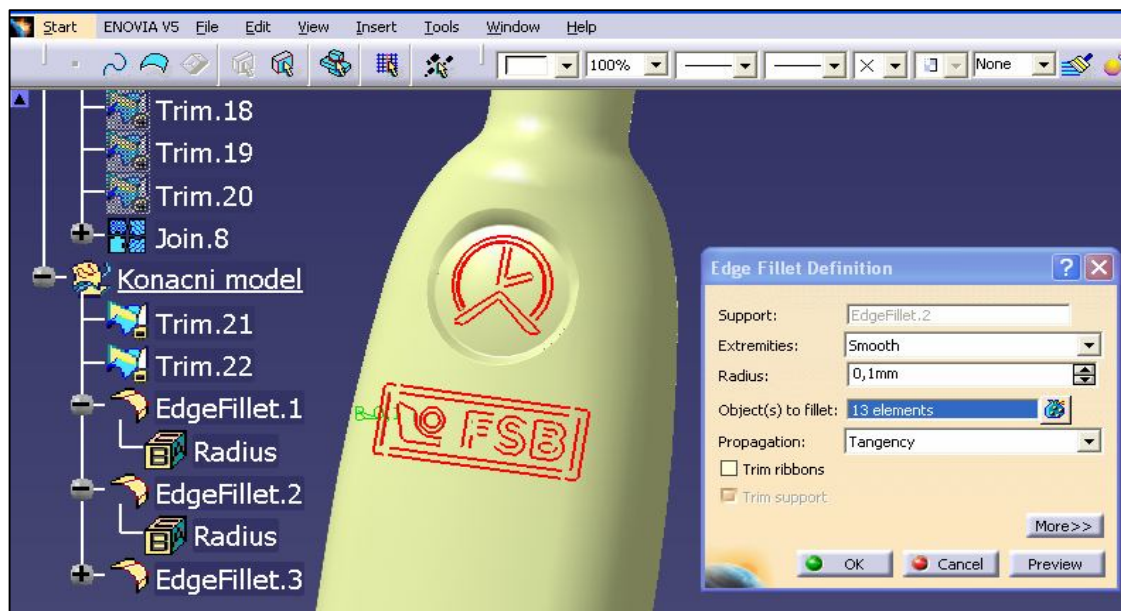 Start ENOVIA V5 File Edit View Insert Tools Window Help
100% None
Trim.18
Trim.19
Trim.20
Join.8
Konacni model
Trim.21
Trim.22
EdgeFillet.1
Radius
EdgeFillet.2
Radius
EdgeFillet.3
FSB
Edge Fillet Definition
Support: EdgeFillet.2
Extremities: Smooth
Radius: 0,1mm
Object(s) to fillet: 13 elements
Propagation: Tangency
Trim ribbons
Trim support
More>>
OK Cancel Preview